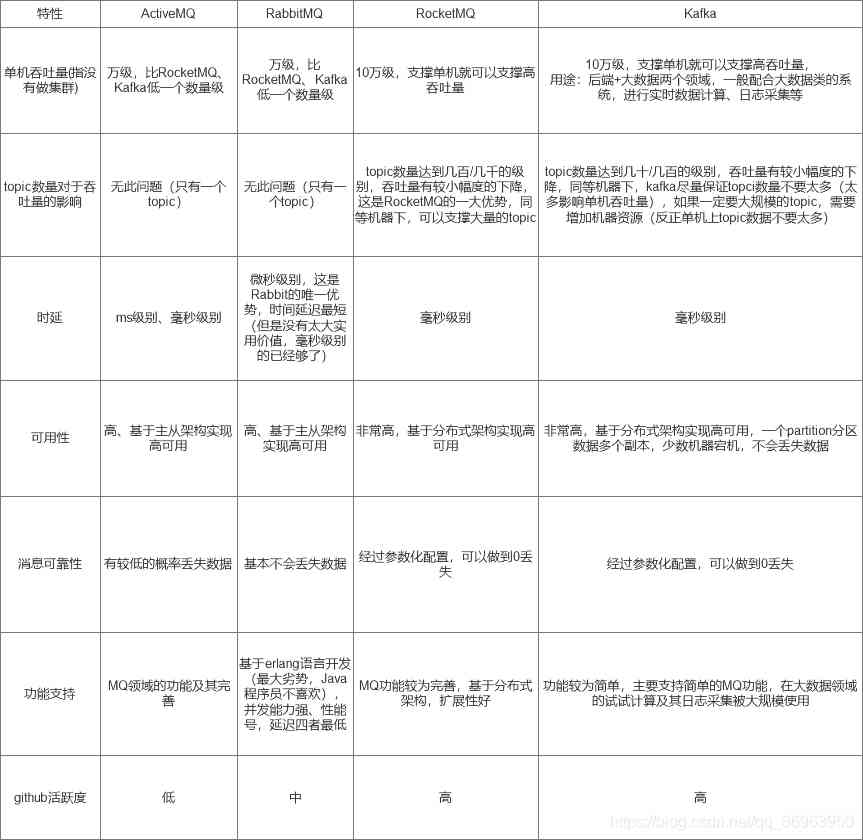 特性
ActiveMQ
RabbitMQ
RocketMQ
Kafka
单机吞吐量(指没
有做集群)
万级，比RocketMQ、
Kafka低一个数量级
万级，比
RocketMQ、Kafka
低一个数量级
10万级，支撑单机就可以支撑高
吞吐量
10万级，支撑单机就可以支撑高吞吐量，
用途：后端+大数据两个领域，一般配合大数据类的系
统，进行实时数据计算、日志采集等
topic数量对于吞
吐量的影响
无此问题（只有一个
topic）
无此问题（只有一
个topic）
topic数量达到几百/几千的级
别，吞吐量有较小幅度的下降，
这是RocketMQ的一大优势，同
等机器下，可以支撑大量的topic
topic数量达到几十/几百的级别，吞吐量有较小幅度的下
降，同等机器下，kafka尽量保证topci数量不要太多（太
多影响单机吞吐量），如果一定要大规模的topic，需要
增加机器资源（反正单机上topic数据不要太多）
时延
ms级别、毫秒级别
微秒级别，这是
Rabbit的唯一优
势，时间延迟最短
（但是没有太大实
用价值，毫秒级别
的已经够了）
毫秒级别
毫秒级别
可用性
高、基于主从架构实现
高可用
高、基于主从架构
实现高可用
非常高，基于分布式架构实现高
可用
非常高，基于分布式架构实现高可用，一个partition分区
数据多个副本，少数机器宕机，不会丢失数据
消息可靠性
有较低的概率丢失数据
基本不会丢失数据
经过参数化配置，可以做到0丢
失
经过参数化配置，可以做到0丢失
功能支持
MQ领域的功能及其完
善
基于erlang语言开发
（最大劣势，Java
程序员不喜欢），
并发能力强、性能
号，延迟四者最低
MQ功能较为完善，基于分布式
架构，扩展性好
功能较为简单，主要支持简单的MQ功能，在大数据领域
的试试计算及其日志采集被大规模使用
github活跃度
低
中
高
高